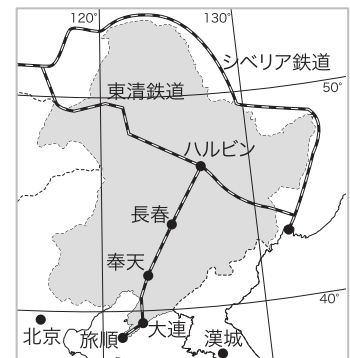 120°
130°
シベリア鉄道
50°
東清鉄道
ハルビン
長春
奉天
40°
北京
旅順
大連
漢城